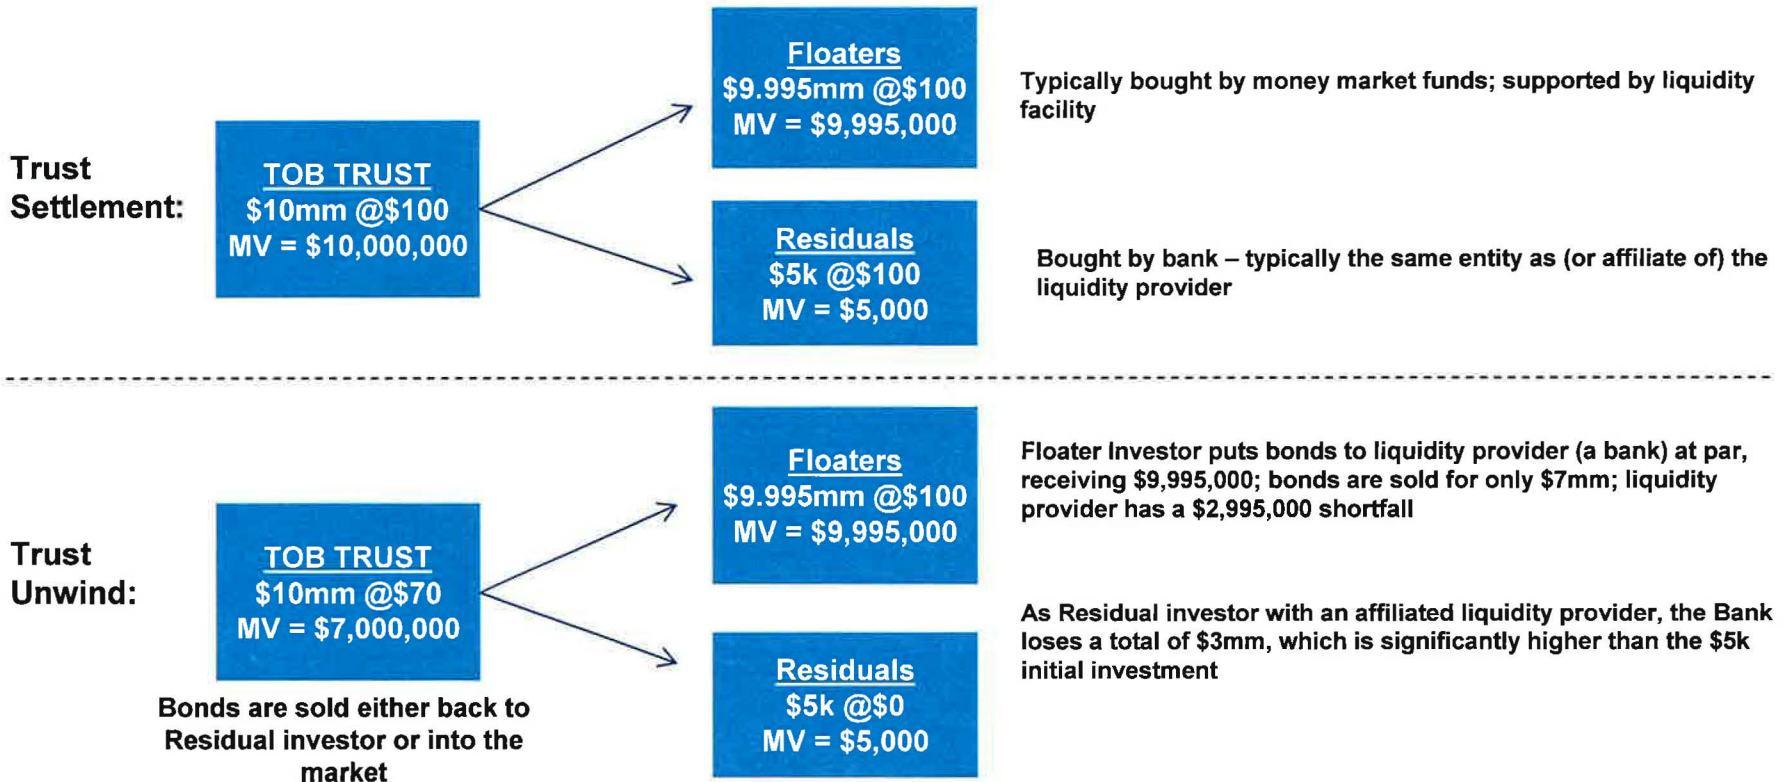 Trust
Settlement:
TOB TRUST
$10mm @$100
MV = $10,000,000
Floaters
$9.995mm @$100
MV = $9,995,000
Typically bought by money market funds; supported by liquidity
facility
Residuals
$5k @$100
MV = $5,000
Bought by bank – typically the same entity as (or affiliate of) the
liquidity provider
Trust
Unwind:
TOB TRUST
$10mm @$70
MV = $7,000,000
Bonds are sold either back to
Residual investor or into the
market
Floaters
$9.995mm @$100
MV = $9,995,000
Floater Investor puts bonds to liquidity provider (a bank) at par,
receiving $9,995,000; bonds are sold for only $7mm; liquidity
provider has a $2,995,000 shortfall
Residuals
$5k @$0
MV = $5,000
As Residual investor with an affiliated liquidity provider, the Bank
loses a total of $3mm, which is significantly higher than the $5k
initial investment